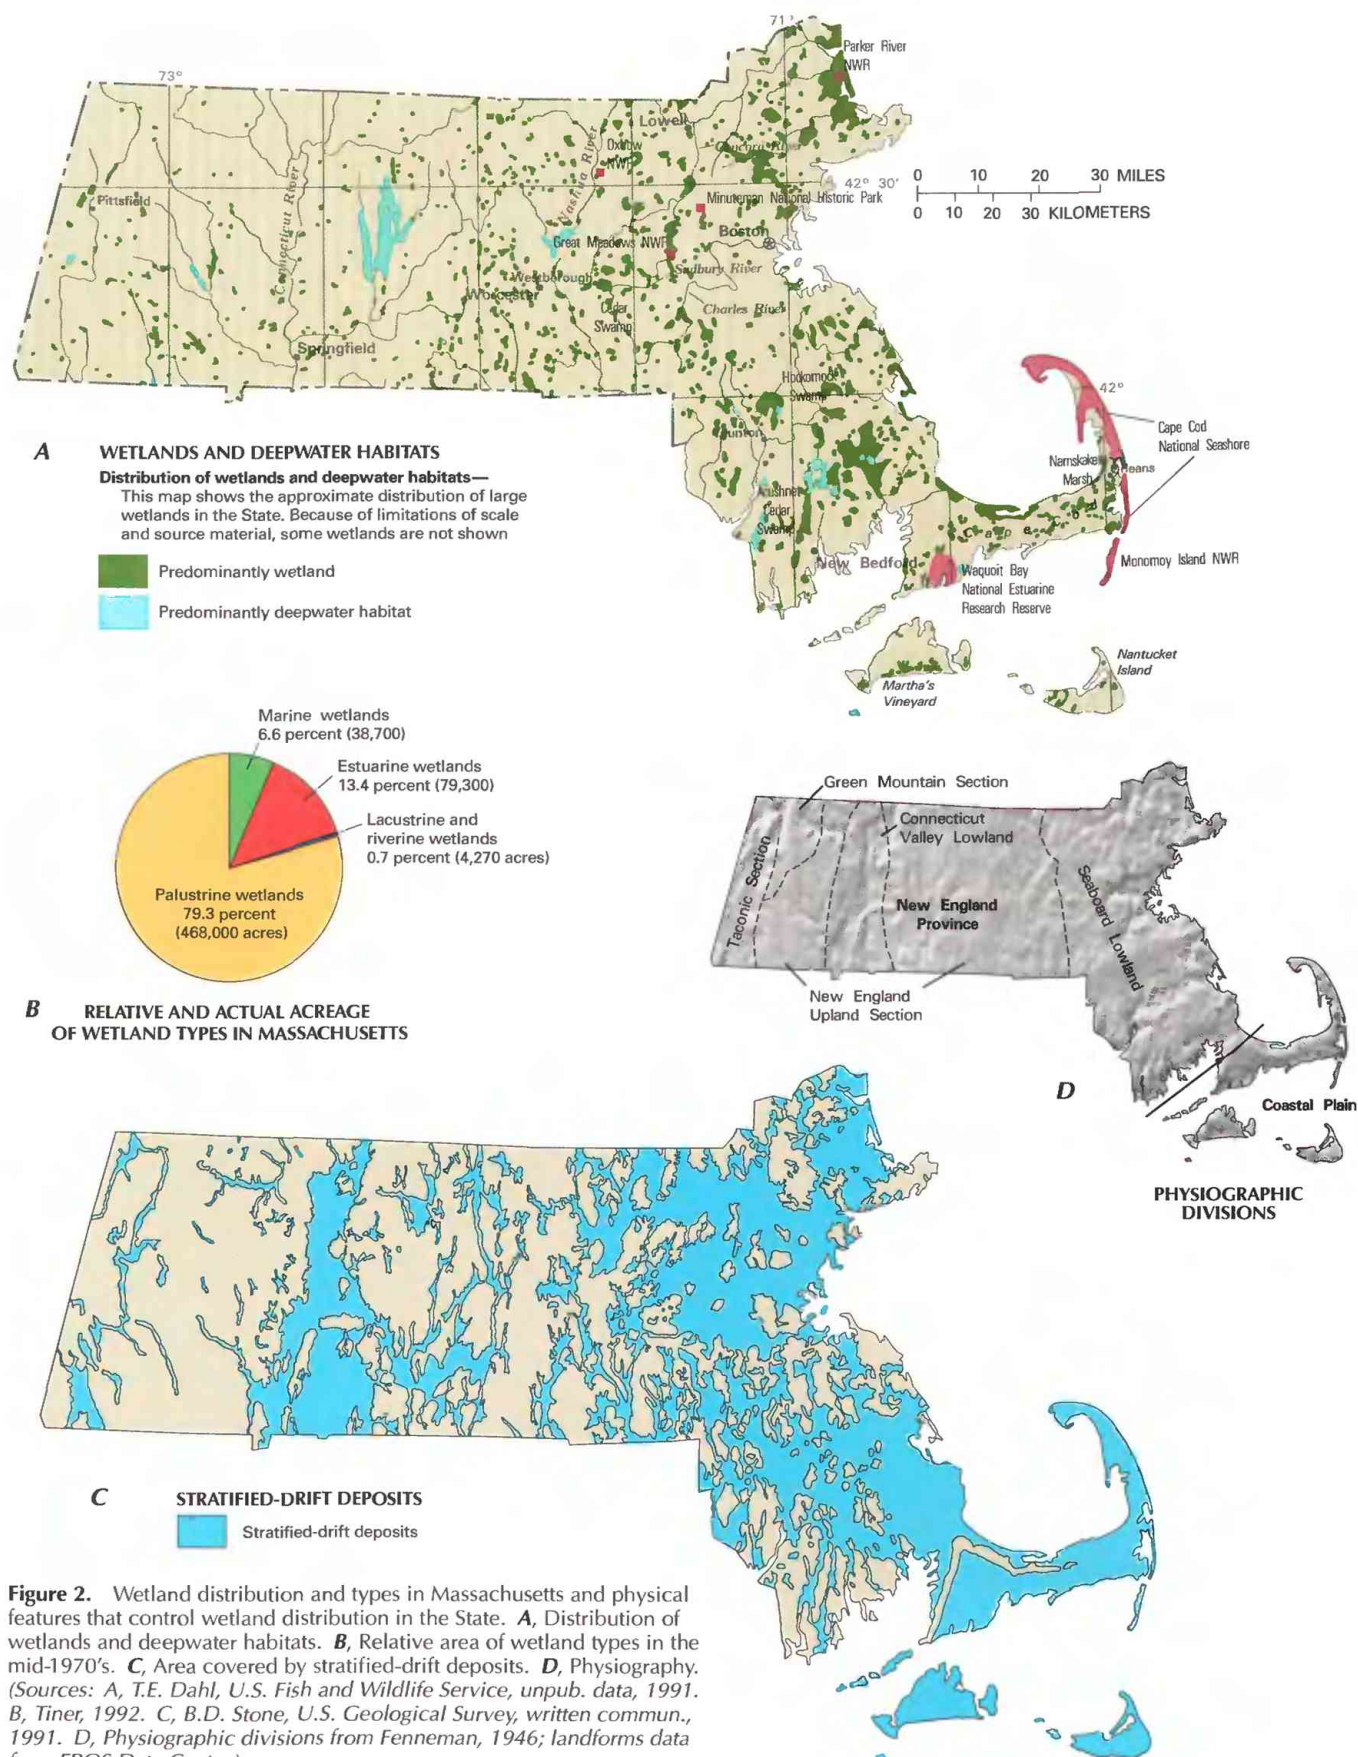 71°
Parker River
NWR
73°
Lowell
Oxbow
NWR
Nashua River
Concord River
0 10 20 30 MILES
0 10 20 30 KILOMETERS
42° 30'
Pittsfield
Minuteman National Historic Park
Connecticut River
Boston
Great Meadows NWR
Sudbury River
Westborough
Worcester
Cedar
Swamp
Charles River
Springfield
Hockomock
Swamp
42°
Cape Cod
National Seashore
Taunton
Namskaket
Marsh
Orleans
Acushnet
Cedar
Swamp
Cape Cod
New Bedford
Waquoit Bay
National Estuarine
Research Reserve
Monomoy Island NWR
Nantucket
Island
Martha's
Vineyard
A WETLANDS AND DEEPWATER HABITATS
Distribution of wetlands and deepwater habitats—
This map shows the approximate distribution of large
wetlands in the State. Because of limitations of scale
and source material, some wetlands are not shown
Predominantly wetland
Predominantly deepwater habitat
Marine wetlands
6.6 percent (38,700)
Estuarine wetlands
13.4 percent (79,300)
Lacustrine and
riverine wetlands
0.7 percent (4,270 acres)
Palustrine wetlands
79.3 percent
(468,000 acres)
B RELATIVE AND ACTUAL ACREAGE
OF WETLAND TYPES IN MASSACHUSETTS
Green Mountain Section
Connecticut
Valley Lowland
Taconic Section
Seaboard Lowland
New England
Province
New England
Upland Section
D
Coastal Plain
PHYSIOGRAPHIC
DIVISIONS
C STRATIFIED-DRIFT DEPOSITS
Stratified-drift deposits
Figure 2. Wetland distribution and types in Massachusetts and physical
features that control wetland distribution in the State. A, Distribution of
wetlands and deepwater habitats. B, Relative area of wetland types in the
mid-1970's. C, Area covered by stratified-drift deposits. D, Physiography.
(Sources: A, T.E. Dahl, U.S. Fish and Wildlife Service, unpub. data, 1991.
B, Tiner, 1992. C, B.D. Stone, U.S. Geological Survey, written commun.,
1991. D, Physiographic divisions from Fenneman, 1946; landforms data